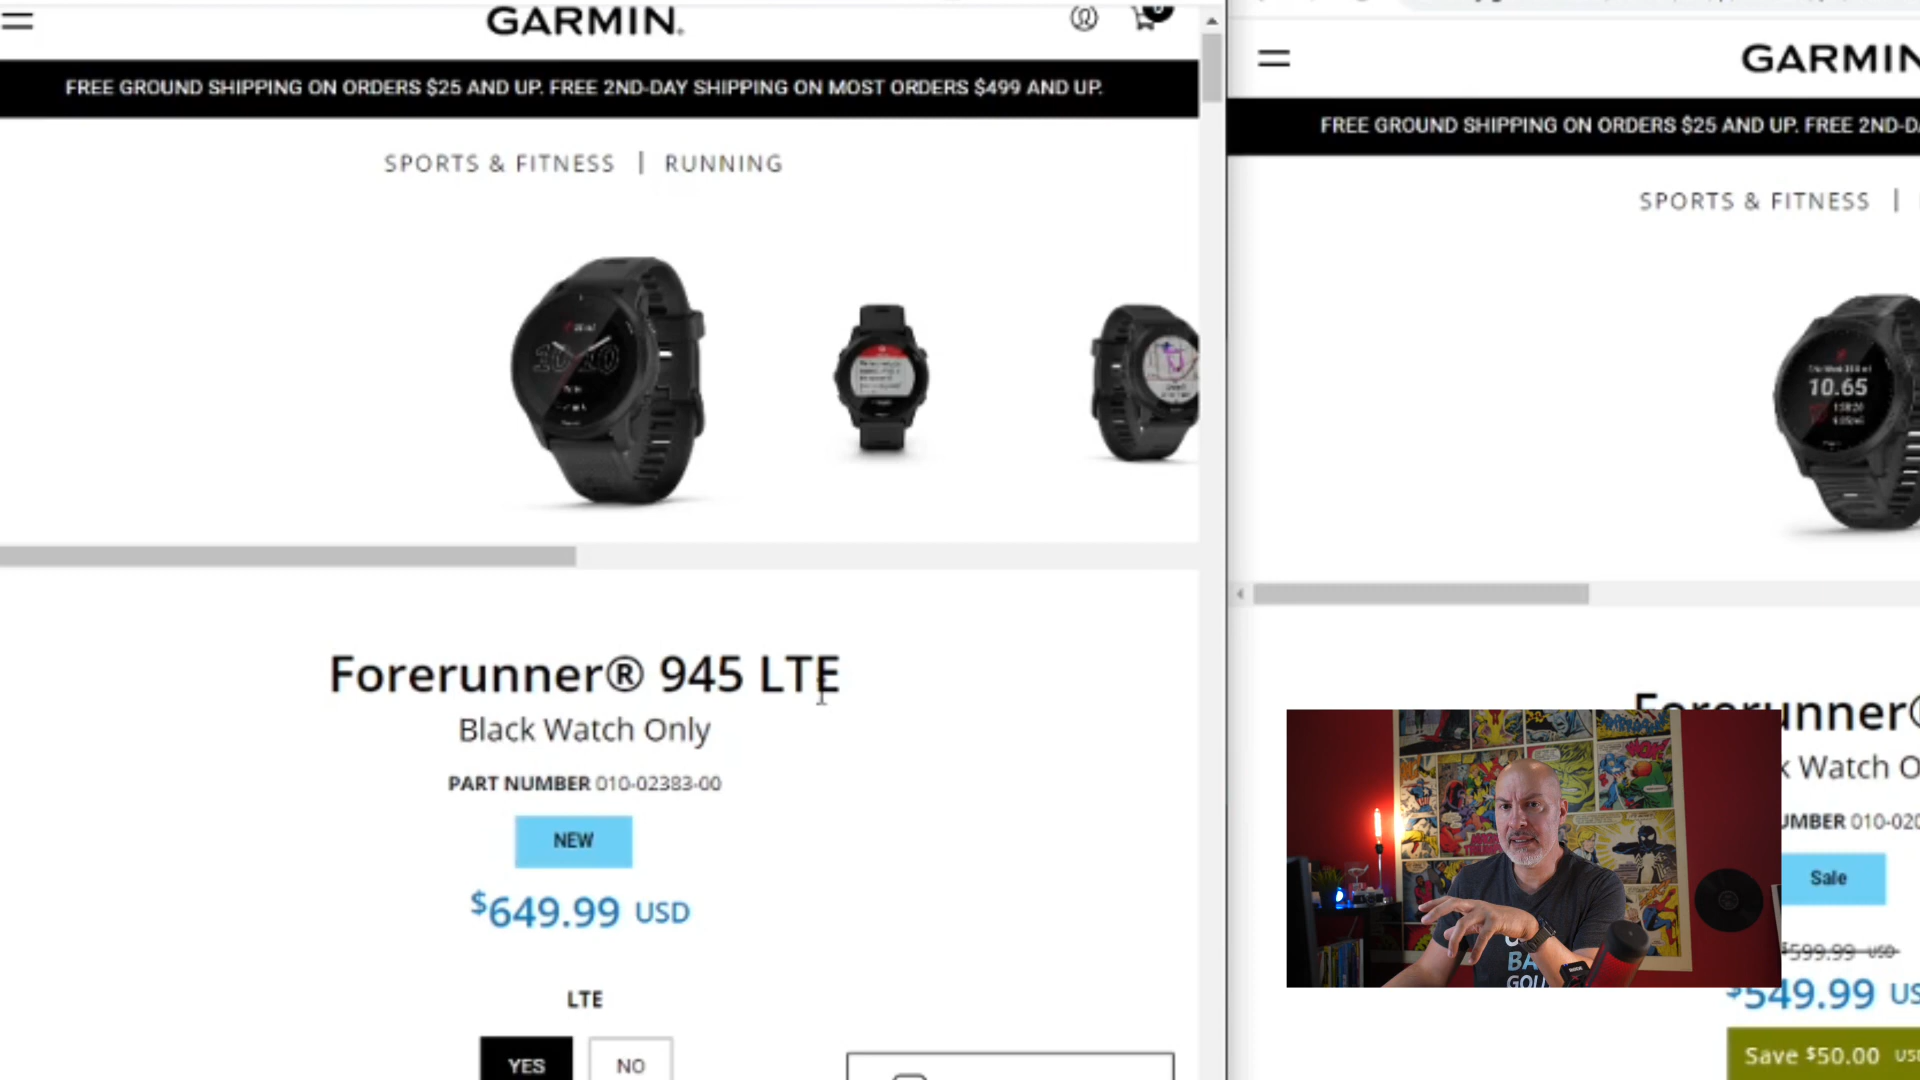 GARMIN.
FREE GROUND SHIPPING ON ORDERS $25 AND UP. FREE 2ND-DAY SHIPPING ON MOST ORDERS $499 AND UP.
SPORTS & FITNESS | RUNNING
Forerunner® 945 LTE
Black Watch Only
PART NUMBER 010-02383-00
NEW
$649.99 USD
LTE
YES NO
GARMIN
FREE GROUND SHIPPING ON ORDERS $25 AND UP. FREE 2ND-D
SPORTS & FITNESS |
10.65
Forerunner®
k Watch O
UMBER 010-020
Sale
$599.99 USD
$549.99 US
Save $50.00 US
BA